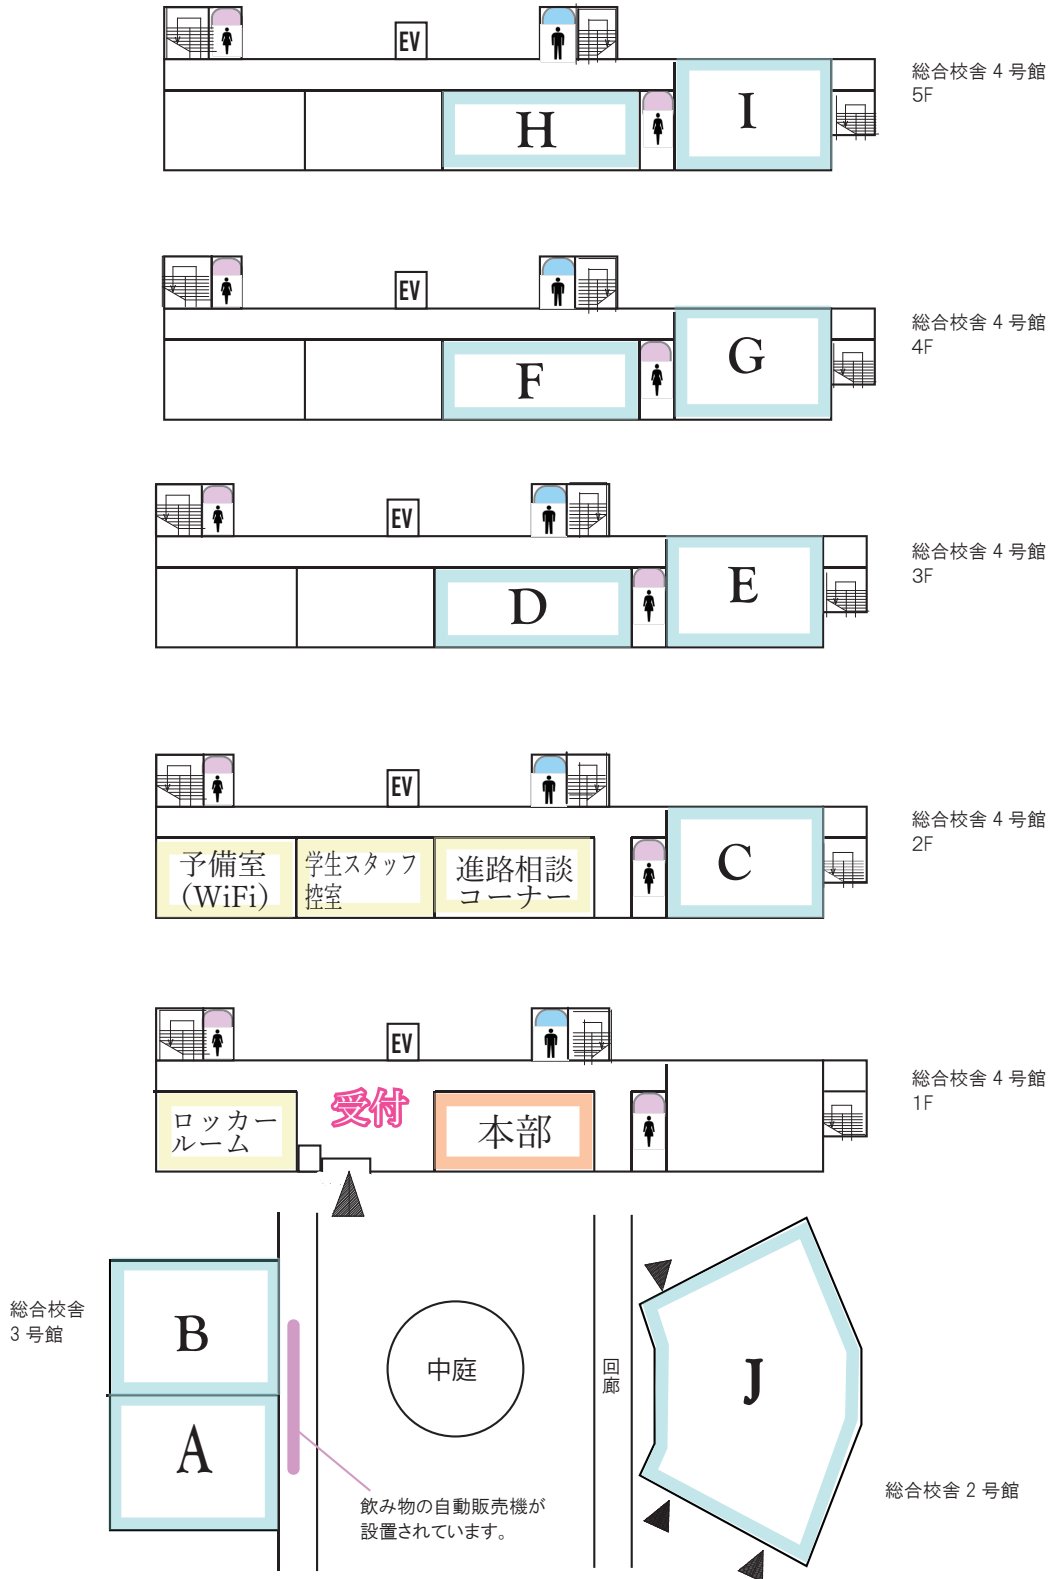 EV
総合校舎 4 号館
5F
H
I
EV
総合校舎 4 号館
4F
F
G
EV
総合校舎 4 号館
3F
D
E
EV
総合校舎 4 号館
2F
予備室
(WiFi)
学生スタッフ
控室
進路相談
コーナー
C
EV
総合校舎 4 号館
1F
ロッカー
ルーム
受付
本部
総合校舎
3 号館
B
A
中庭
回廊
J
飲み物の自動販売機が
設置されています。
総合校舎 2 号館